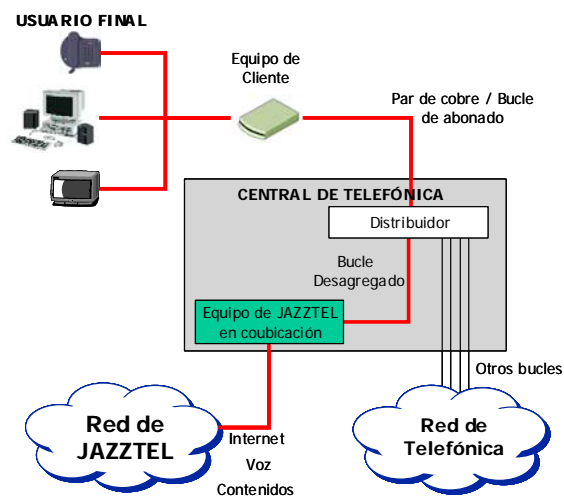 USUARIO FINAL
Equipo de
Cliente
Par de cobre / Bucle
de abonado
CENTRAL DE TELEFÓNICA
Distribuidor
Bucle
Desagregado
Equipo de JAZZTEL
en coubicación
Otros bucles
Red de
JAZZTEL
Internet
Voz
Contenidos
Red de
Telefónica